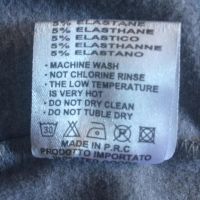 5% ELASTANE
5% ELASTHANE
5% ELASTICO
5% ELASTHANNE
5% ELASTANO
· MACHINE WASH
· NOT CHLORINE RINSE
· THE LOW TEMPERATURE
IS VERY HOT
· DO NOT DRY CLEAN
· DO NOT TUBLE DRY
30
MADE IN P.R.C
PRODOTTO IMPORTATO